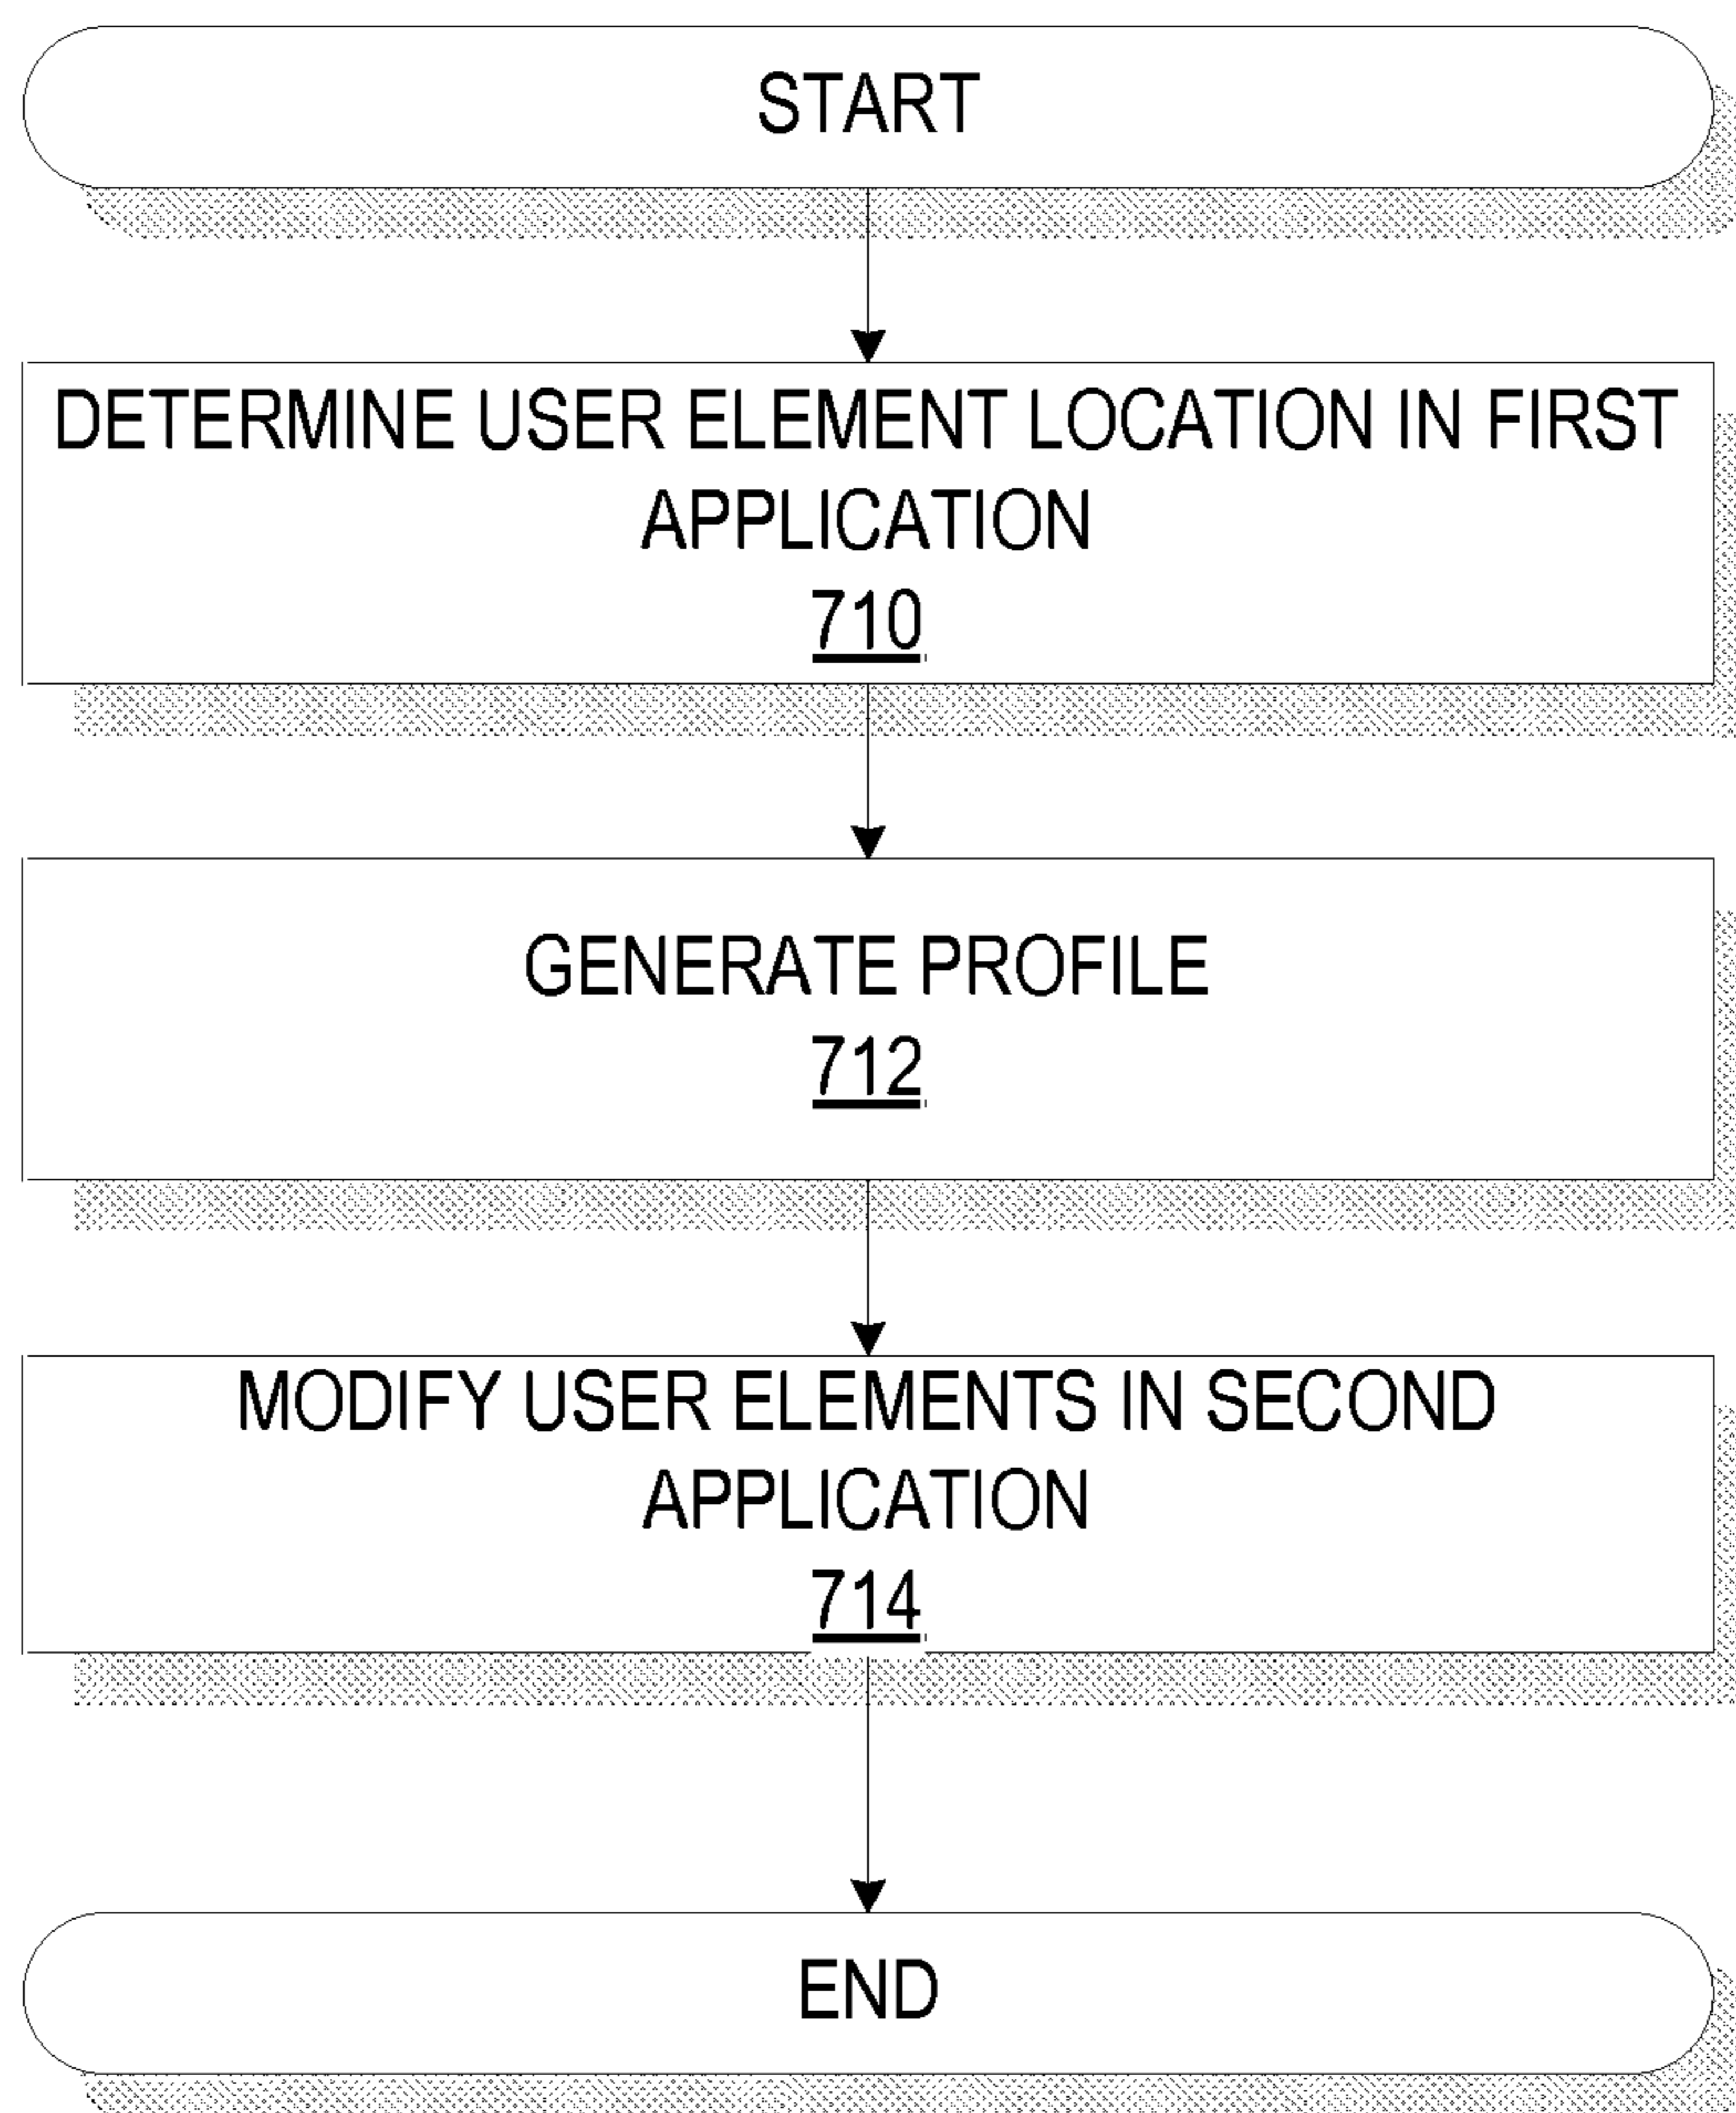 START
DETERMINE USER ELEMENT LOCATION IN FIRST
APPLICATION
710
GENERATE PROFILE
712
MODIFY USER ELEMENTS IN SECOND
APPLICATION
714
END